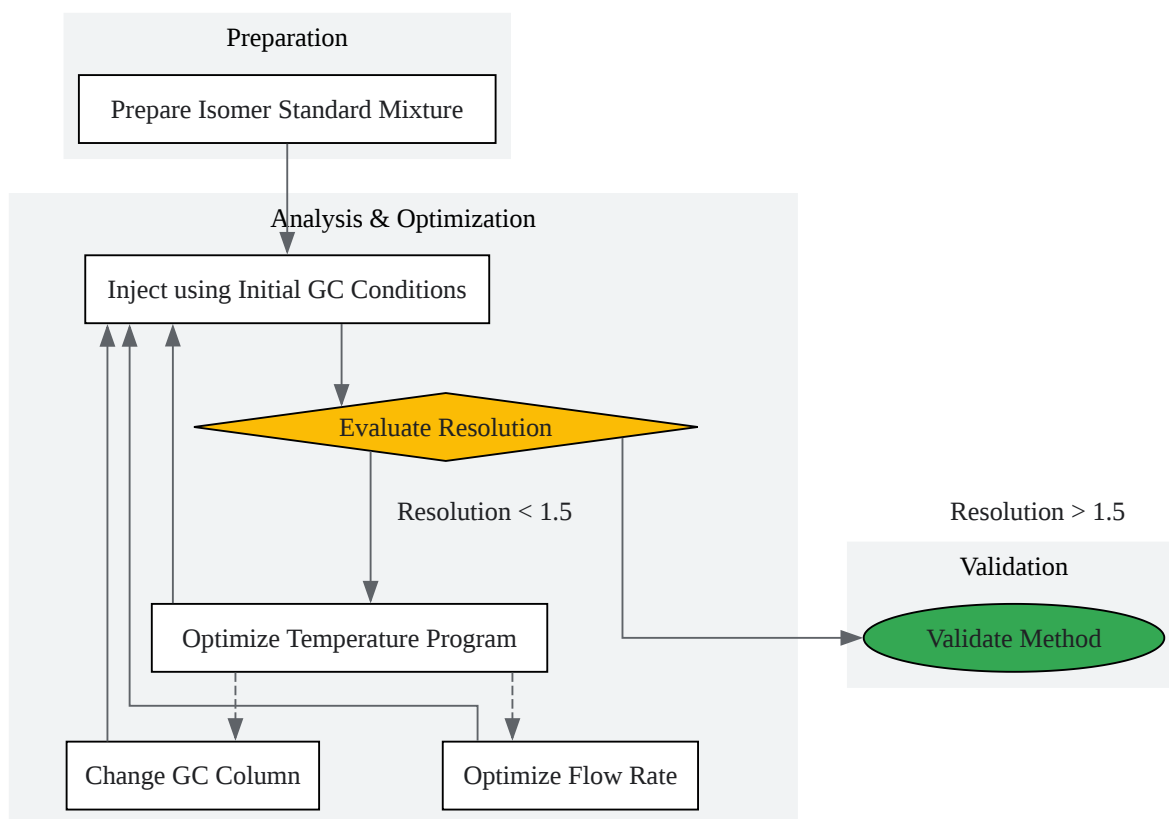 Preparation
Prepare Isomer Standard Mixture
Analysis & Optimization
Inject using Initial GC Conditions
Evaluate Resolution
Resolution < 1.5
Resolution > 1.5
Validation
Optimize Temperature Program
Validate Method
Change GC Column
Optimize Flow Rate